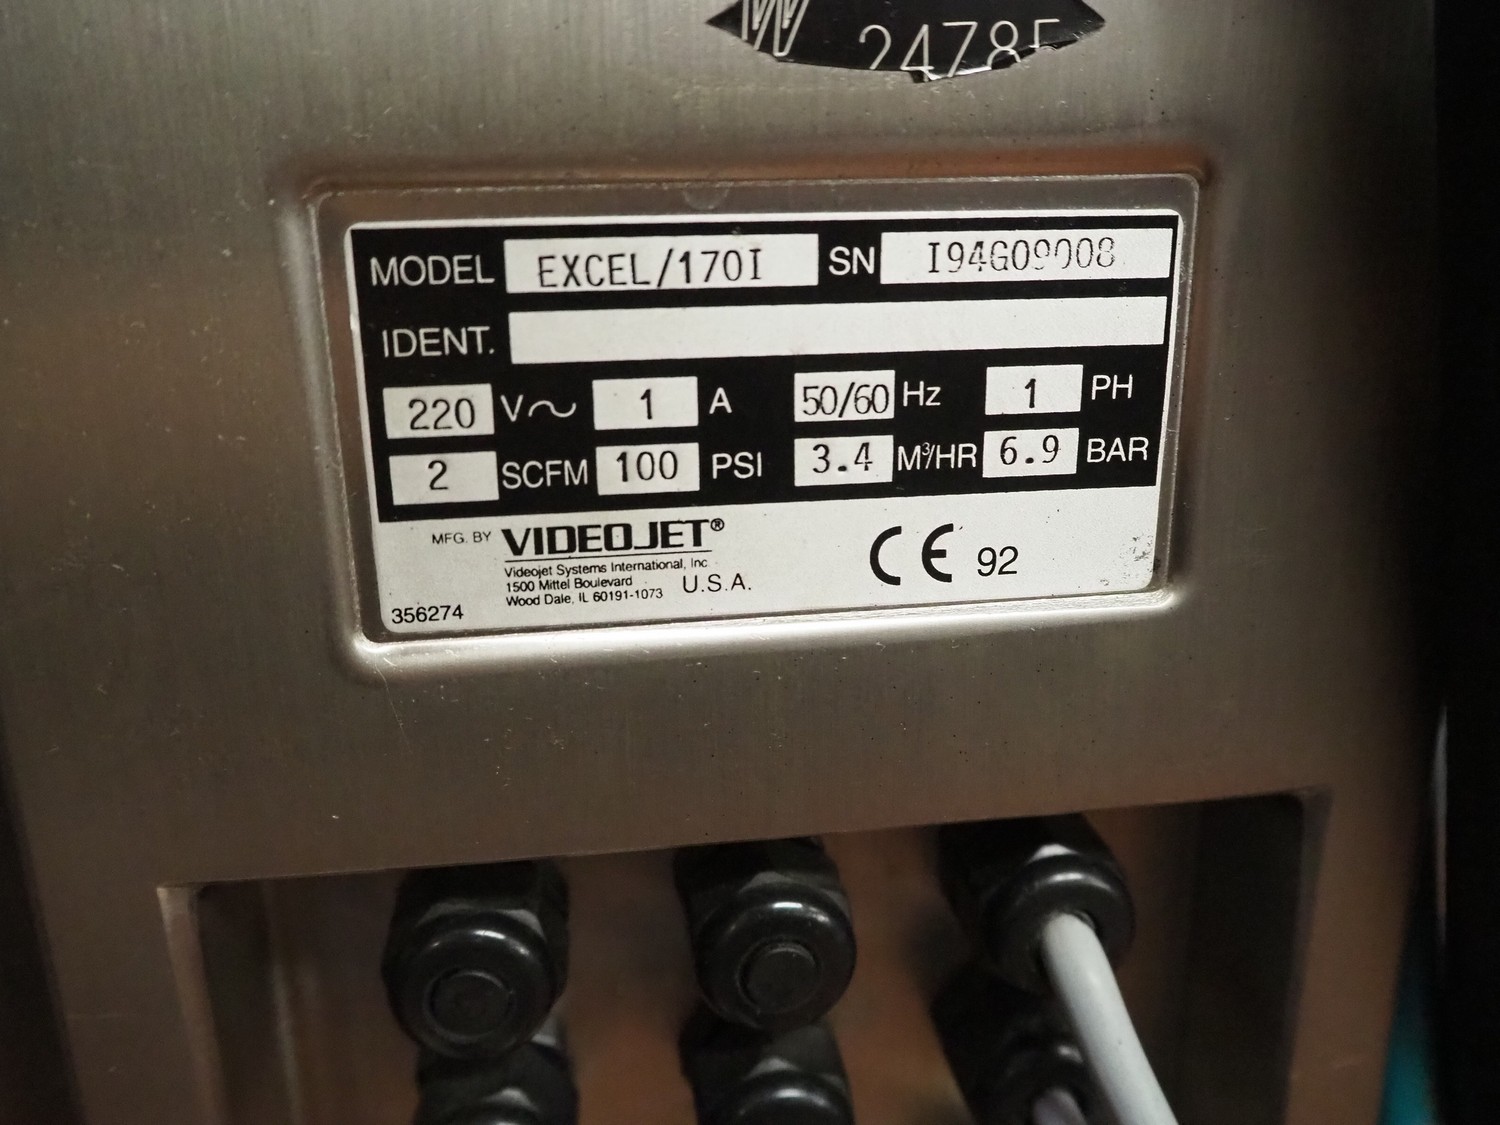 24785
MODEL EXCEL/170I SN I94G09008
IDENT.
220 V~ 1 A 50/60 Hz 1 PH
2 SCFM 100 PSI 3.4 M³/HR 6.9 BAR
MFG. BY VIDEOJET®
Videojet Systems International, Inc.
1500 Mittel Boulevard
Wood Dale, IL 60191-1073 U.S.A.
CE 92
356274